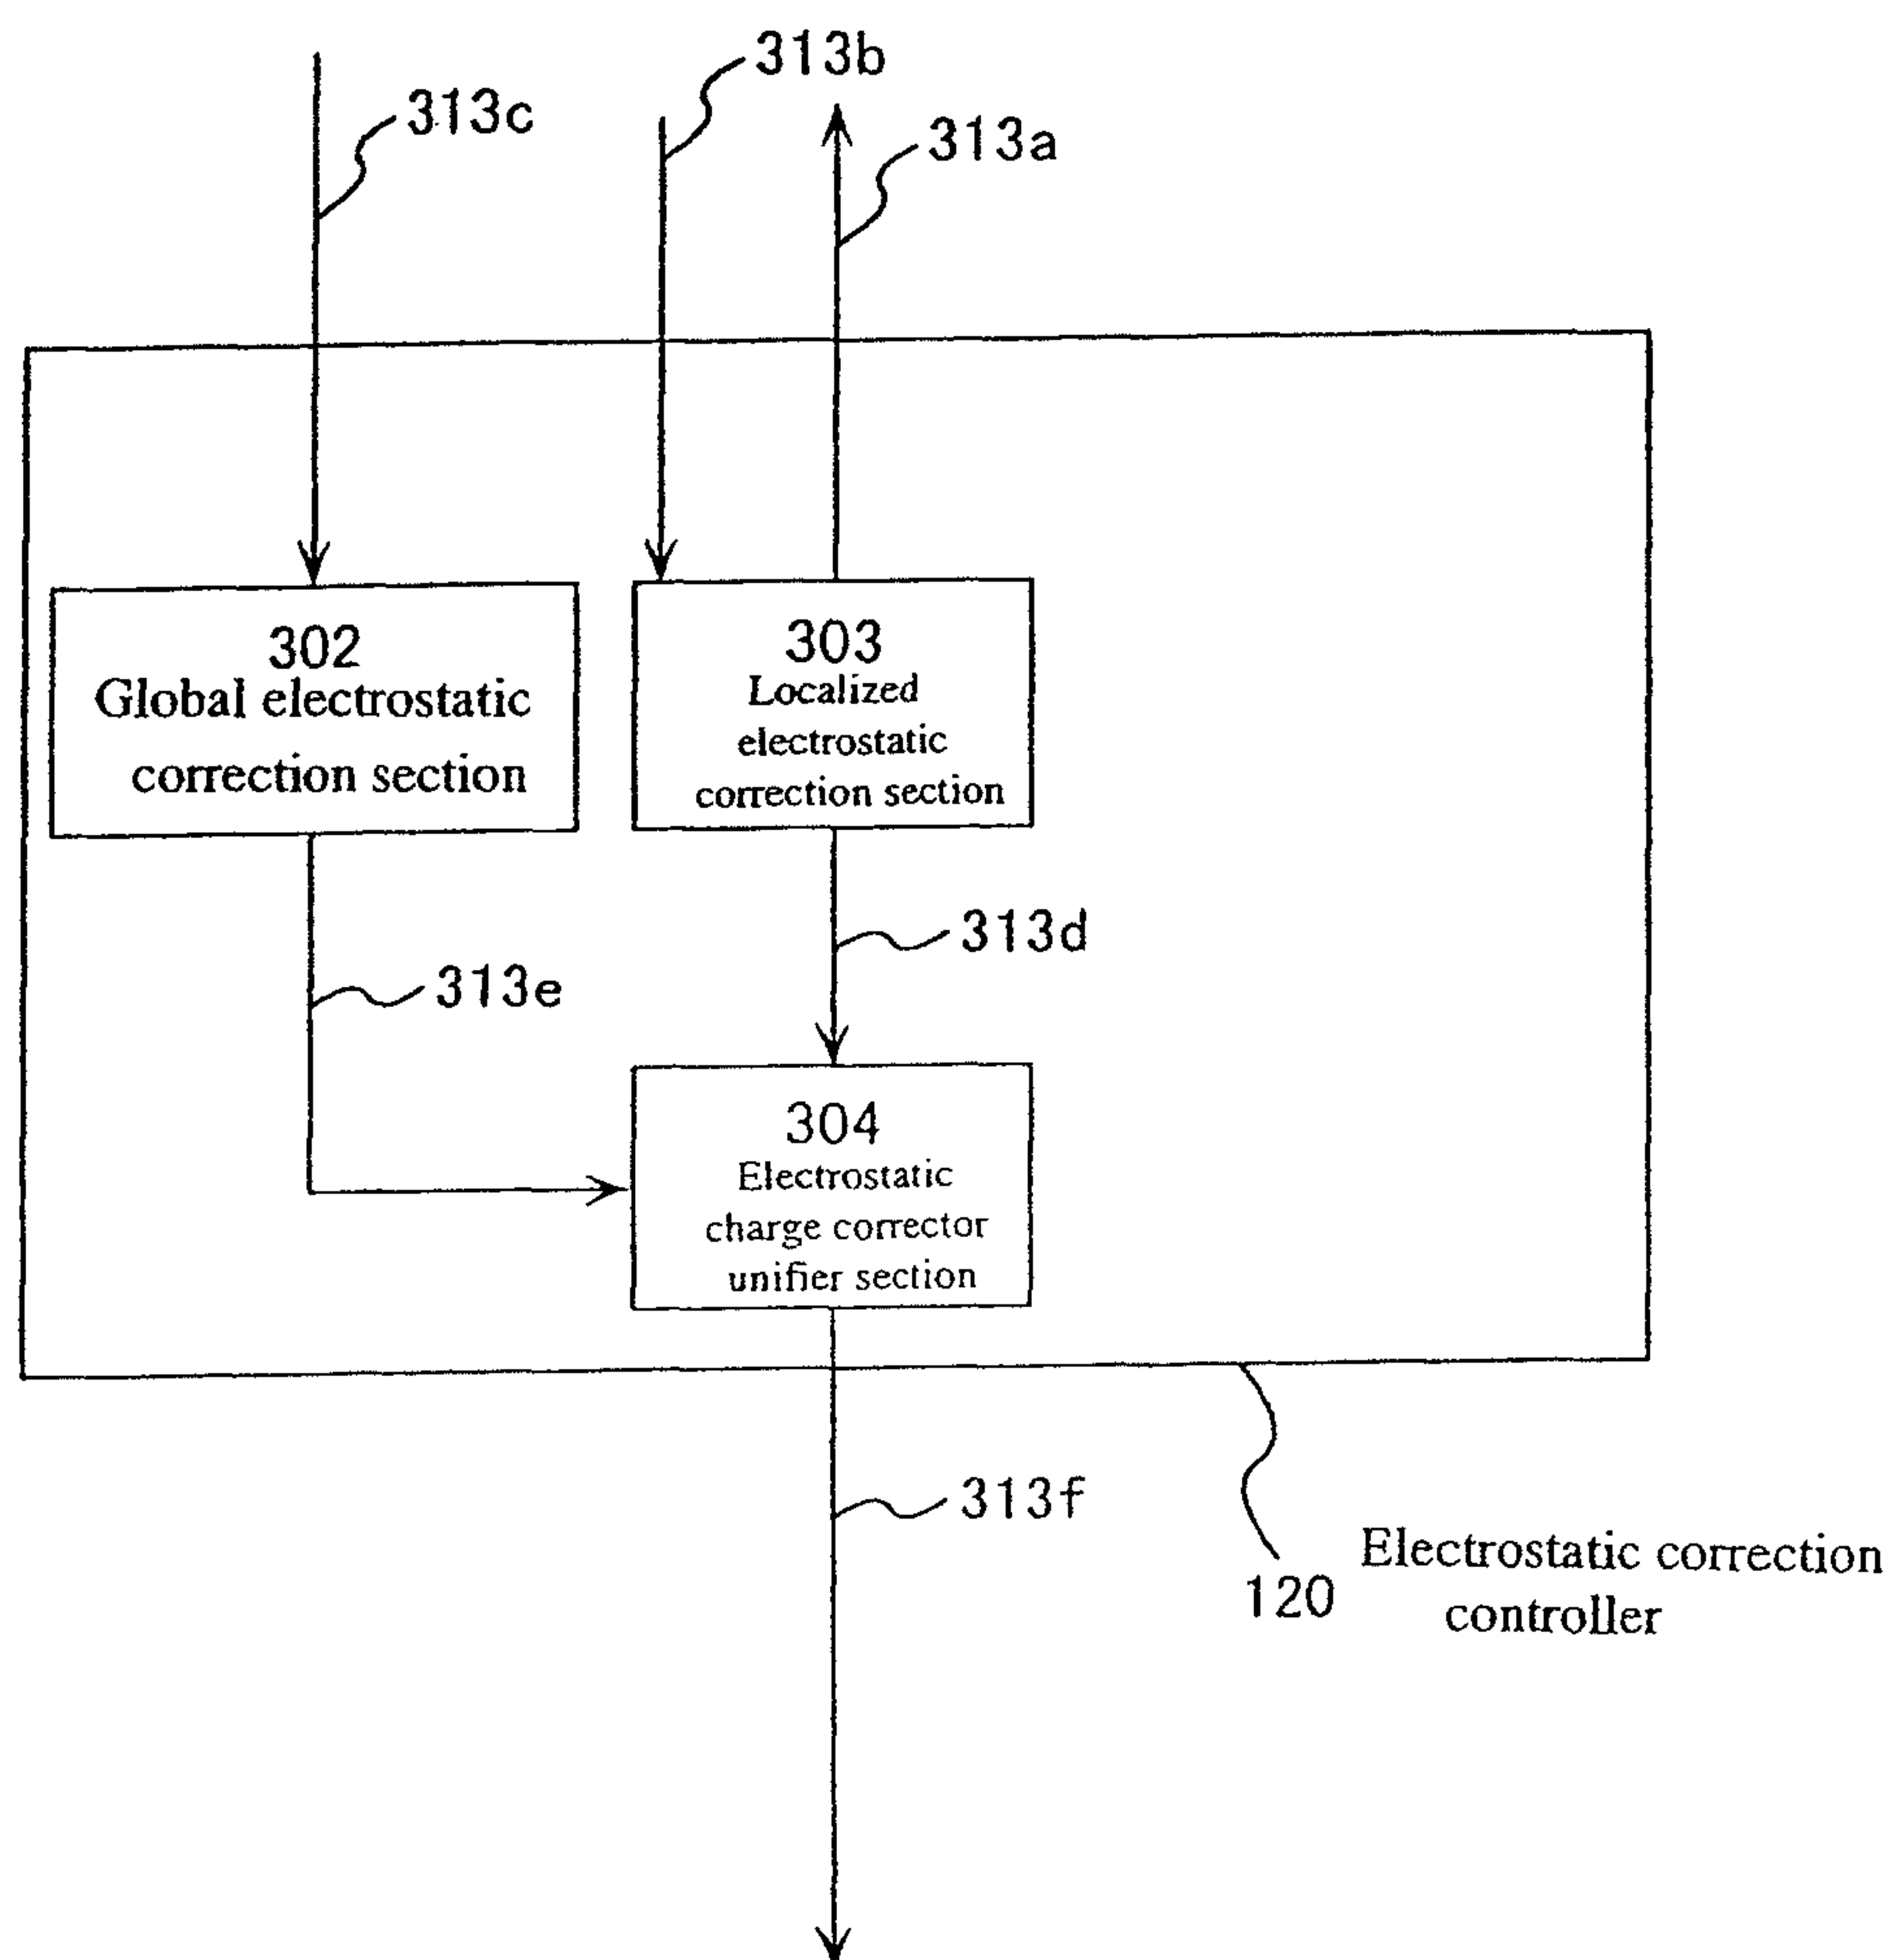 313b
313c
313a
302
Global electrostatic
correction section
303
Localized
electrostatic
correction section
313d
313e
304
Electrostatic
charge corrector
unifier section
313f
120
Electrostatic correction
controller